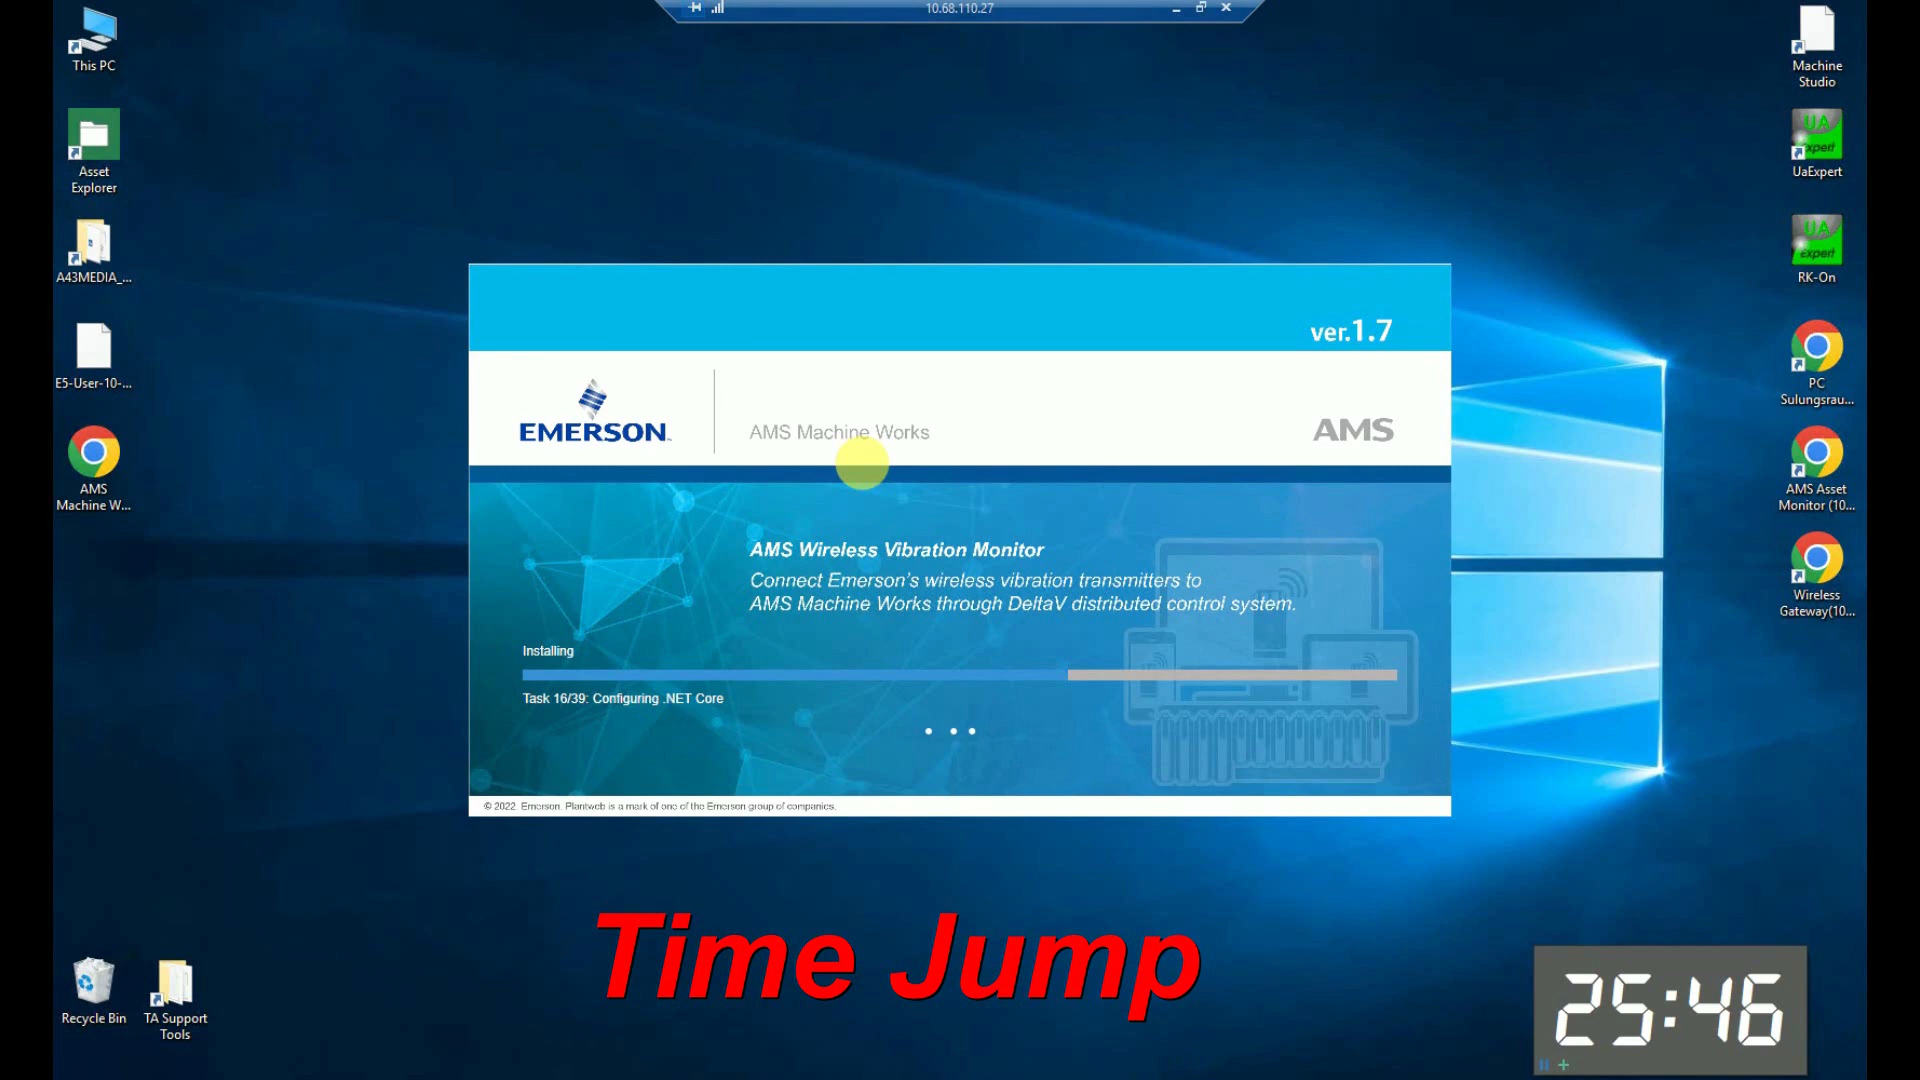 10.68.110.27
This PC
Asset
Explorer
A43MEDIA_...
E5-User-10-...
AMS
Machine W...
Recycle Bin
TA Support
Tools
ver.1.7
EMERSON
AMS Machine Works
AMS
AMS Wireless Vibration Monitor
Connect Emerson's wireless vibration transmitters to
AMS Machine Works through DeltaV distributed control system.
Installing
Task 16/39: Configuring .NET Core
© 2022. Emerson. Plantweb is a mark of one of the Emerson group of companies.
Time Jump
Machine
Studio
UA
expert
UaExpert
UA
expert
RK-On
PC
Sulungsrau...
AMS Asset
Monitor (10...
Wireless
Gateway(10...
25:46